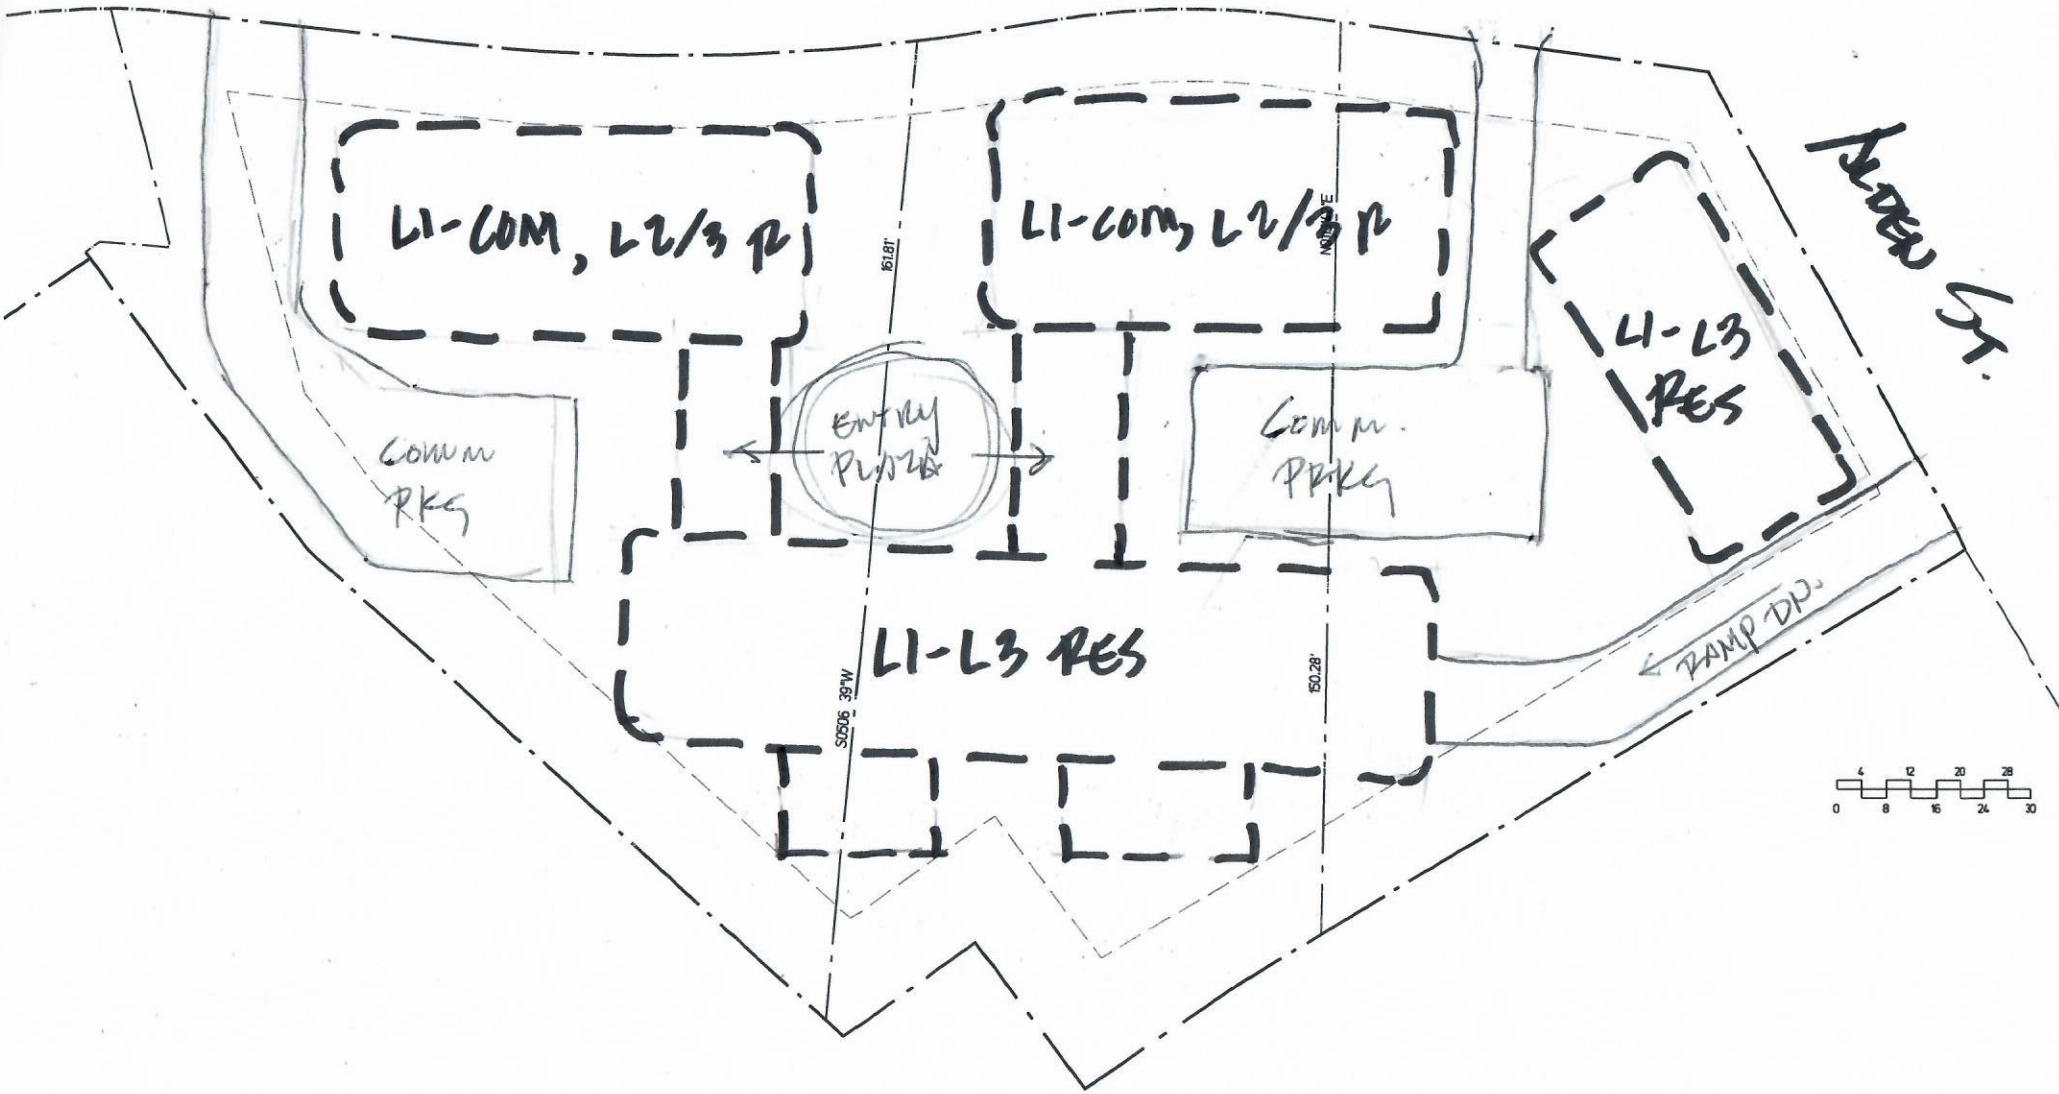 L1-COM, L2/3 R
L1-COM, L2/3 R
ALDEN ST.
161.81'
L1-L3
RES
COMM
PKG
ENTRY
PLAZA
COMM.
PRKG
L1-L3 RES
RAMP DN.
S0506 39"W
150.28'
4 12 20 28
0 8 16 24 30